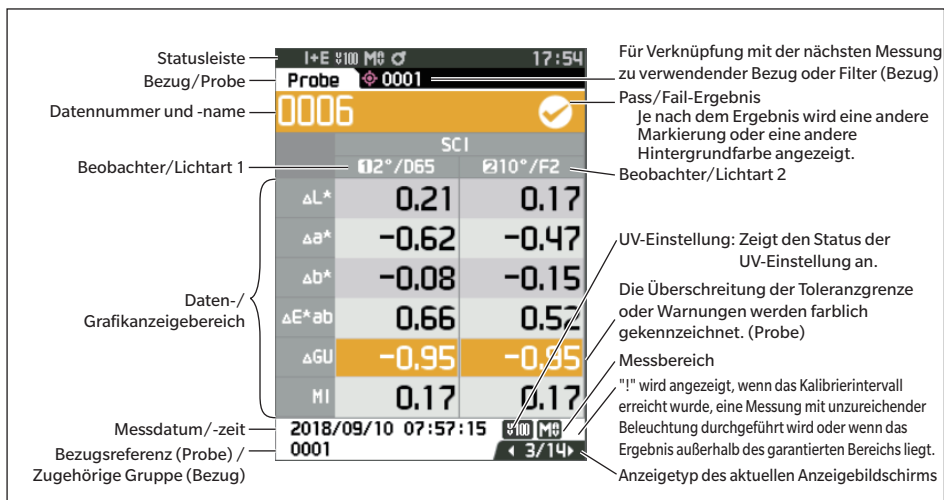 Statusleiste
Bezug/Probe
Datennummer und -name
Beobachter/Lichtart 1
Daten-/
Grafikanzeigebereich
Messdatum/-zeit
Bezugsreferenz (Probe) /
Zugehörige Gruppe (Bezug)
I+E 17:54
Probe 0001
0006
SCI
1 2°/D65 2 10°/F2
ΔL* 0.21 0.17
Δa* -0.62 -0.47
Δb* -0.08 -0.15
ΔE*ab 0.66 0.52
ΔGU -0.95 -0.95
MI 0.17 0.17
2018/09/10 07:57:15
0001 3/14
Für Verknüpfung mit der nächsten Messung
zu verwendender Bezug oder Filter (Bezug)
Pass/Fail-Ergebnis
Je nach dem Ergebnis wird eine andere
Markierung oder eine andere
Hintergrundfarbe angezeigt.
Beobachter/Lichtart 2
UV-Einstellung: Zeigt den Status der
UV-Einstellung an.
Die Überschreitung der Toleranzgrenze
oder Warnungen werden farblich
gekennzeichnet. (Probe)
Messbereich
"!" wird angezeigt, wenn das Kalibrierintervall
erreicht wurde, eine Messung mit unzureichender
Beleuchtung durchgeführt wird oder wenn das
Ergebnis außerhalb des garantierten Bereichs liegt.
Anzeigetyp des aktuellen Anzeigebildschirms